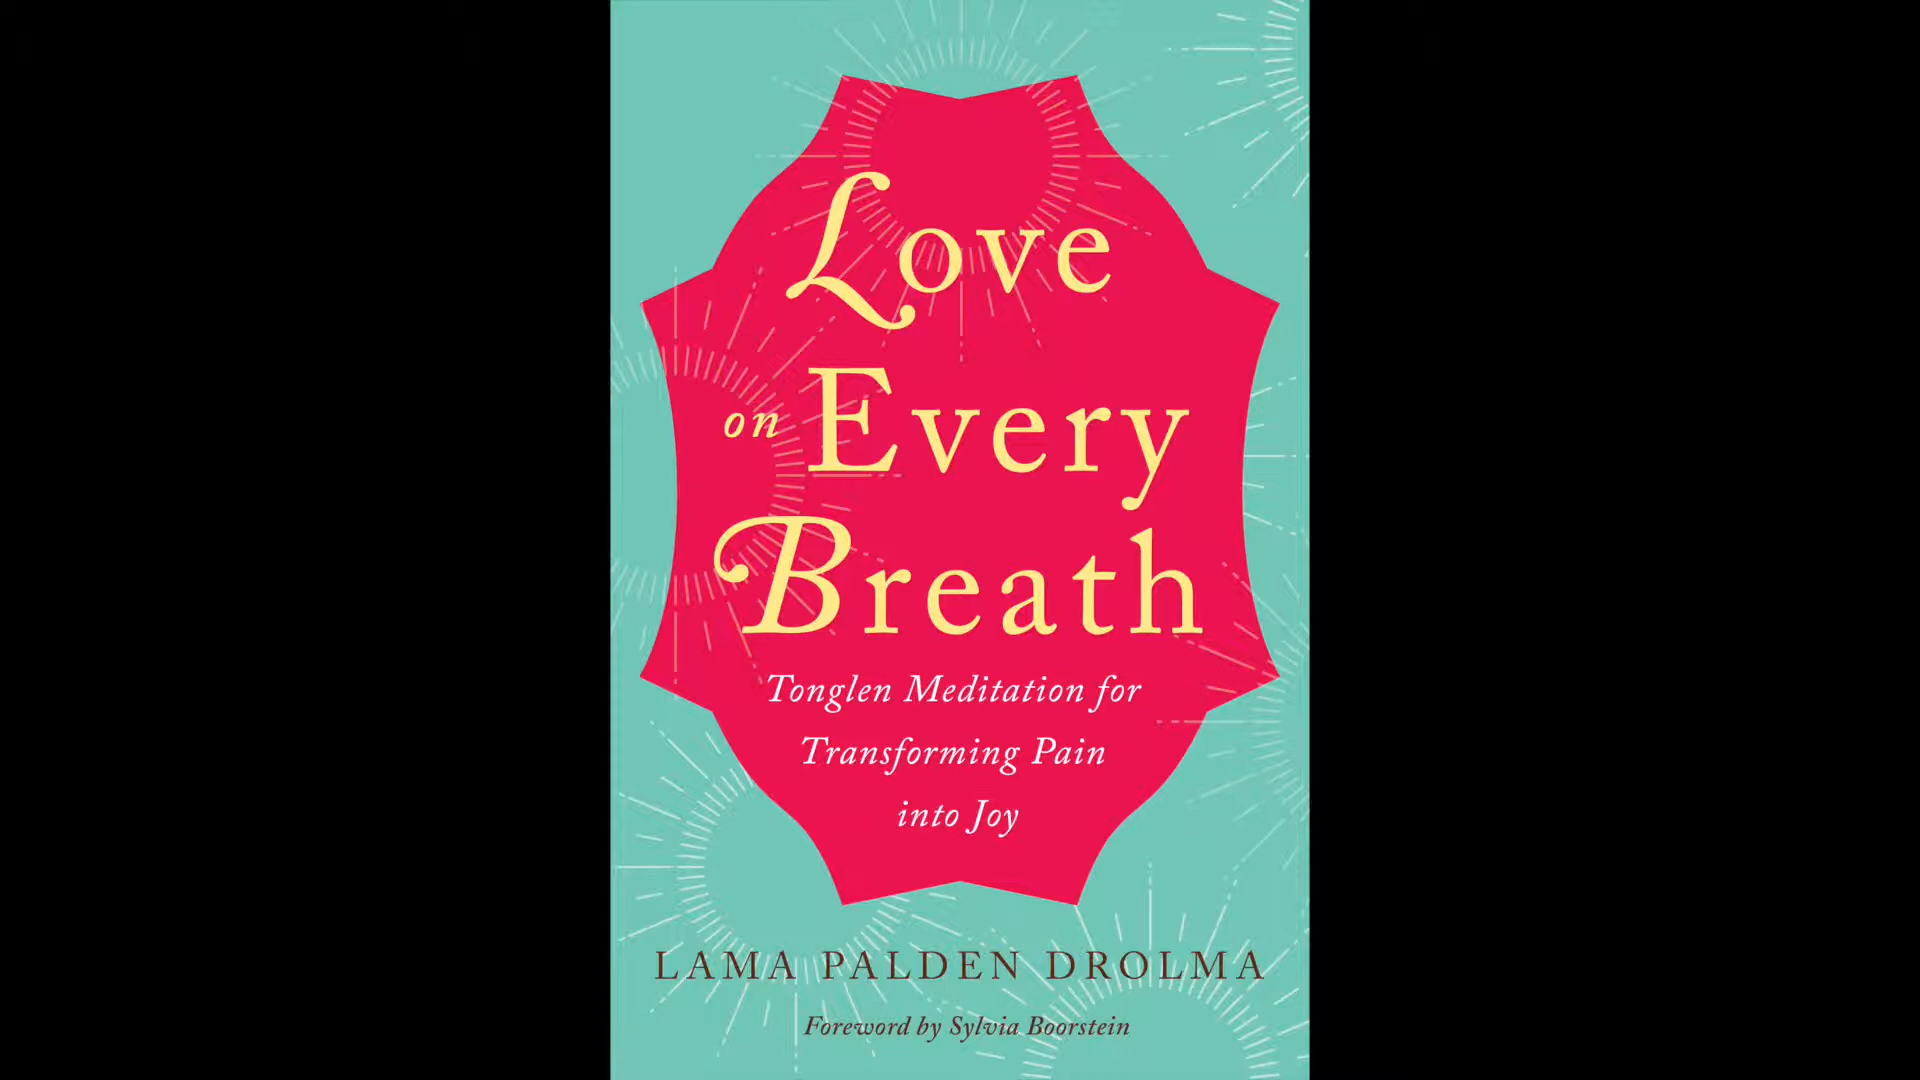 Love
on Every
Breath
Tonglen Meditation for
Transforming Pain
into Joy
LAMA PALDEN DROLMA
Foreword by Sylvia Boorstein